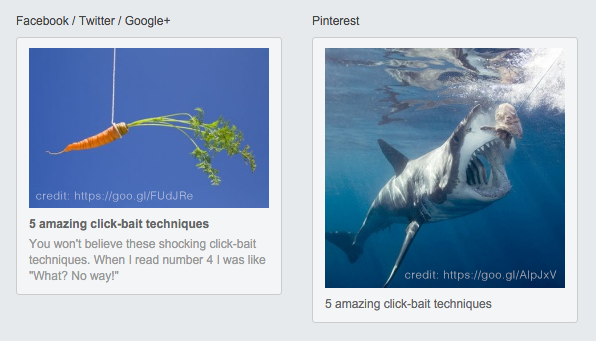 Facebook / Twitter / Google+
credit: https://goo.gl/FUdJRe
5 amazing click-bait techniques
You won't believe these shocking click-bait
techniques. When I read number 4 I was like
"What? No way!"
Pinterest
credit: https://goo.gl/AlpJxV
5 amazing click-bait techniques